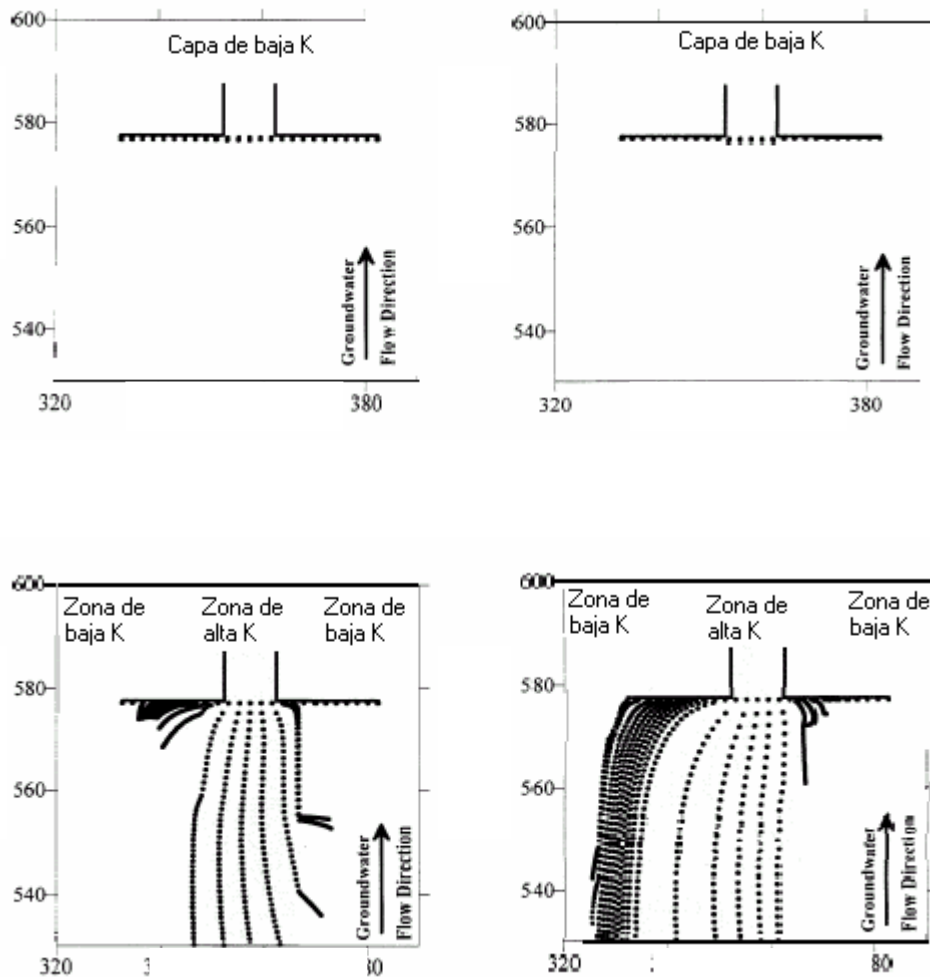 600
Capa de baja K
580
560
540
Groundwater
Flow Direction
320
380
600
Capa de baja K
580
560
540
Groundwater
Flow Direction
320
380
600
Zona de
baja K
Zona de
alta K
Zona de
baja K
580
560
540
Groundwater
Flow Direction
320
80
600
Zona de
baja K
Zona de
alta K
Zona de
baja K
580
560
540
Groundwater
Flow Direction
320
80